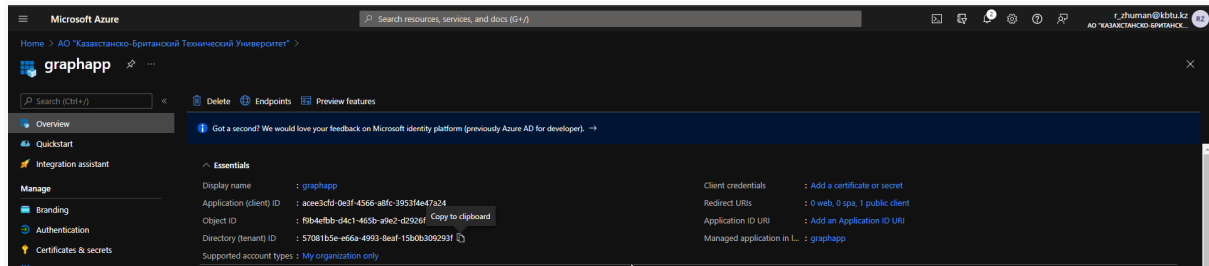 Microsoft Azure
Search resources, services, and docs (G+/)
2
r_zhuman@kbtu.kz
АО "КАЗАХСТАНСКО-БРИТАНСК...
RZ
Home > АО "Казахстанско-Британский Технический Университет" >
graphapp
Search (Ctrl+/)
Delete Endpoints Preview features
Overview
Got a second? We would love your feedback on Microsoft identity platform (previously Azure AD for developer). →
Quickstart
Integration assistant
Essentials
Manage
Display name : graphapp
Client credentials : Add a certificate or secret
Application (client) ID : acee3cfd-0e3f-4566-a8fc-3953f4e47a24
Redirect URIs : 0 web, 0 spa, 1 public client
Branding
Object ID : f9b4efbb-d4c1-465b-a9e2-d2926f
Copy to clipboard
Application ID URI : Add an Application ID URI
Authentication
Directory (tenant) ID : 57081b5e-e66a-4993-8eaf-15b0b309293f
Managed application in l... : graphapp
Certificates & secrets
Supported account types : My organization only